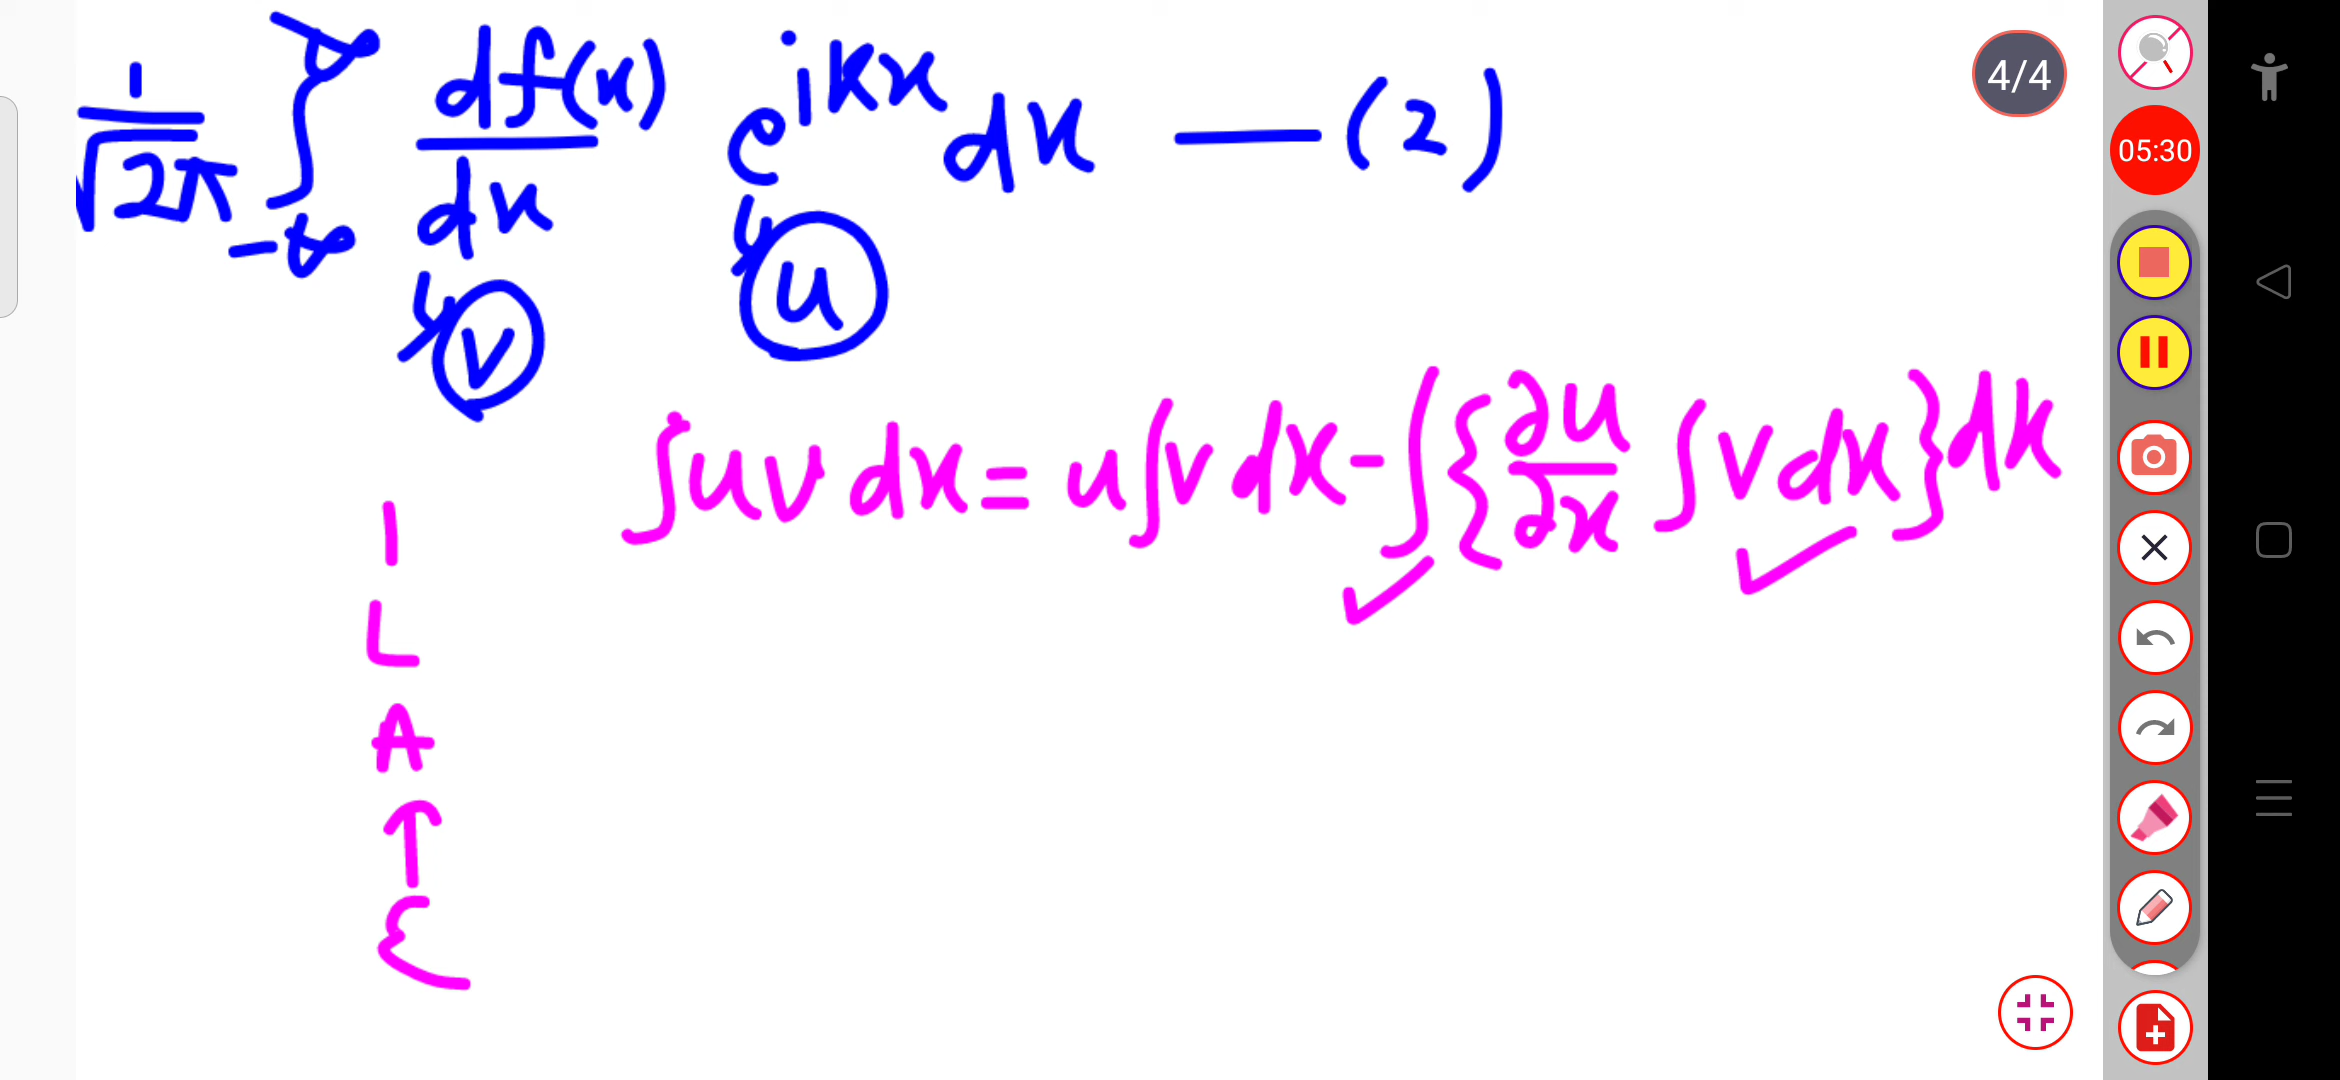 1/√2π ∫_{-∞}^{∞} df(x)/dx e^{ikx} dx — (2)
v u
∫uv dx = u∫v dx - ∫{∂u/∂x ∫v dx}dx
I
L
A
T
E
4/4
05:30